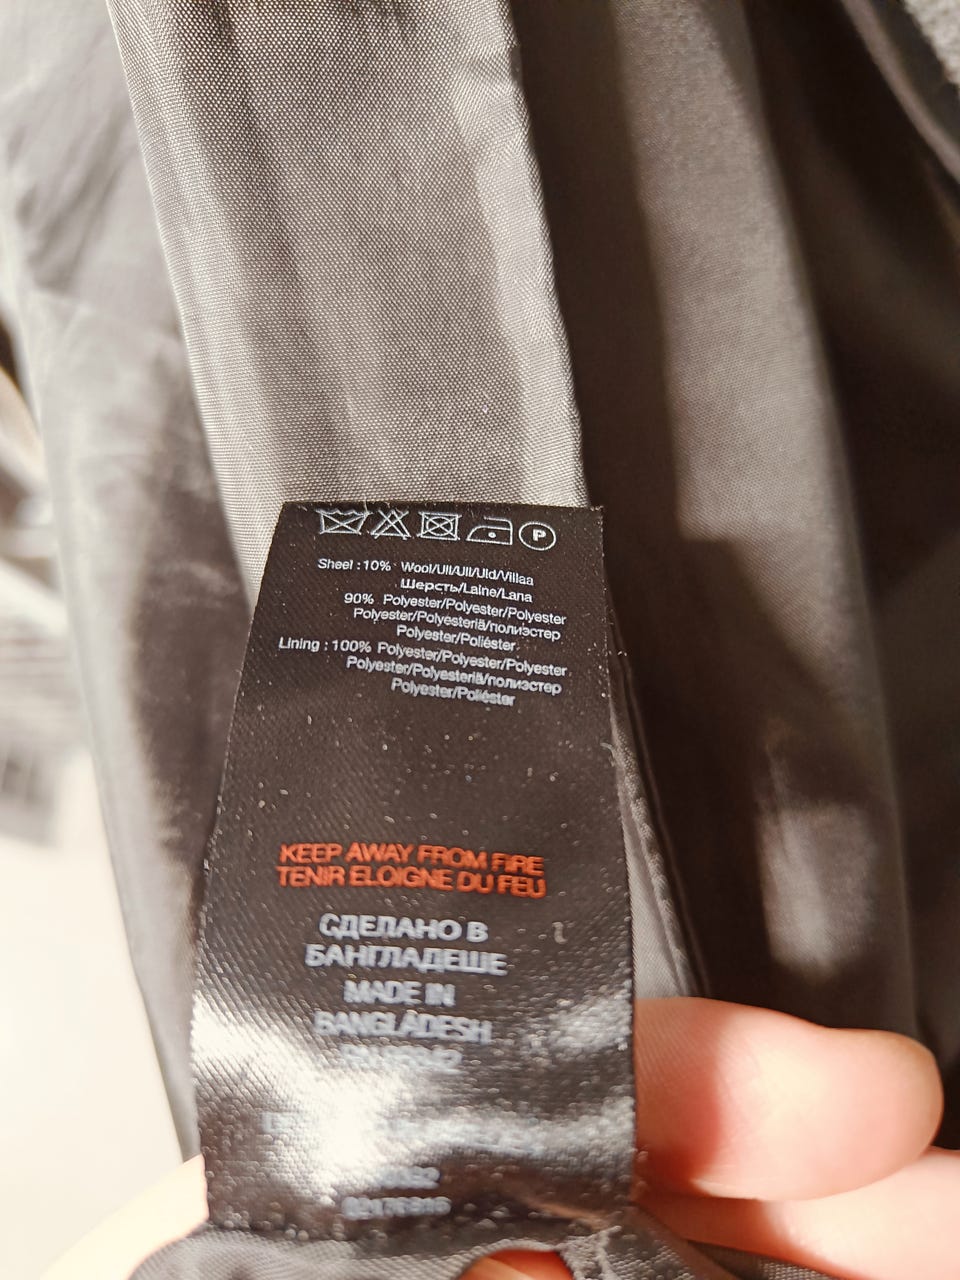 P
Sheel :10% Wool/Ull/Ull/Uld/Villaa
Шерсть/Laine/Lana
90% Polyester/Polyester/Polyester
Polyester/Polyesteriä/полиэстер
Polyester/Poliéster
Lining : 100% Polyester/Polyester/Polyester
Polyester/Polyesteriä/полиэстер
Polyester/Poliéster
KEEP AWAY FROM FIRE
TENIR ELOIGNE DU FEU
СДЕЛАНО В
БАНГЛАДЕШЕ
MADE IN
BANGLADESH